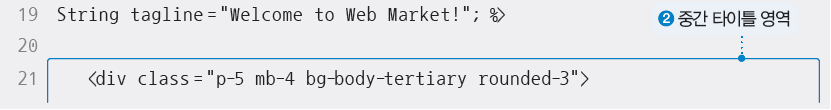 19 String tagline="Welcome to Web Market!"; %>
❷ 중간 타이틀 영역
20
21 <div class="p-5 mb-4 bg-body-tertiary rounded-3">